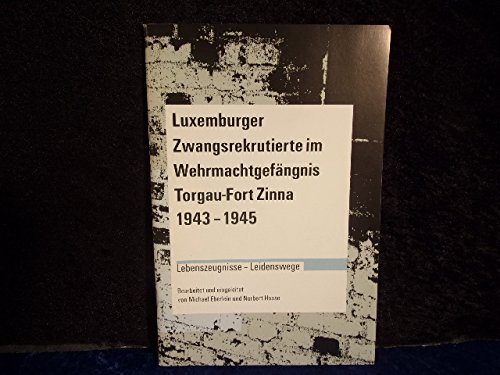 Luxemburger
Zwangsrekrutierte im
Wehrmachtgefängnis
Torgau-Fort Zinna
1943 – 1945
Lebenszeugnisse – Leidenswege
Bearbeitet und eingeleitet
von Michael Eberlein und Norbert Haase